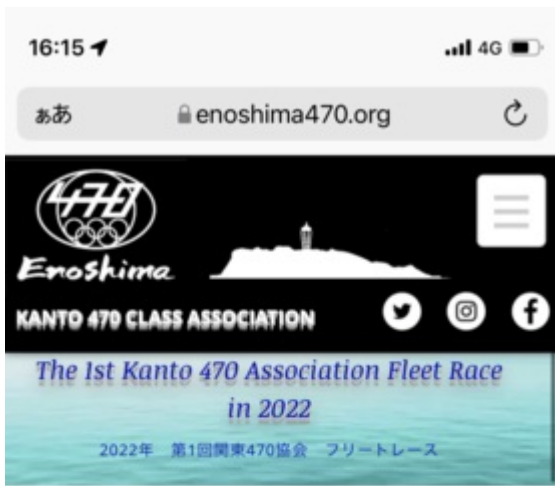 16:15
4G
ぁあ
enoshima470.org
470
Enoshima
KANTO 470 CLASS ASSOCIATION
The 1st Kanto 470 Association Fleet Race
in 2022
2022年 第1回関東470協会 フリートレース